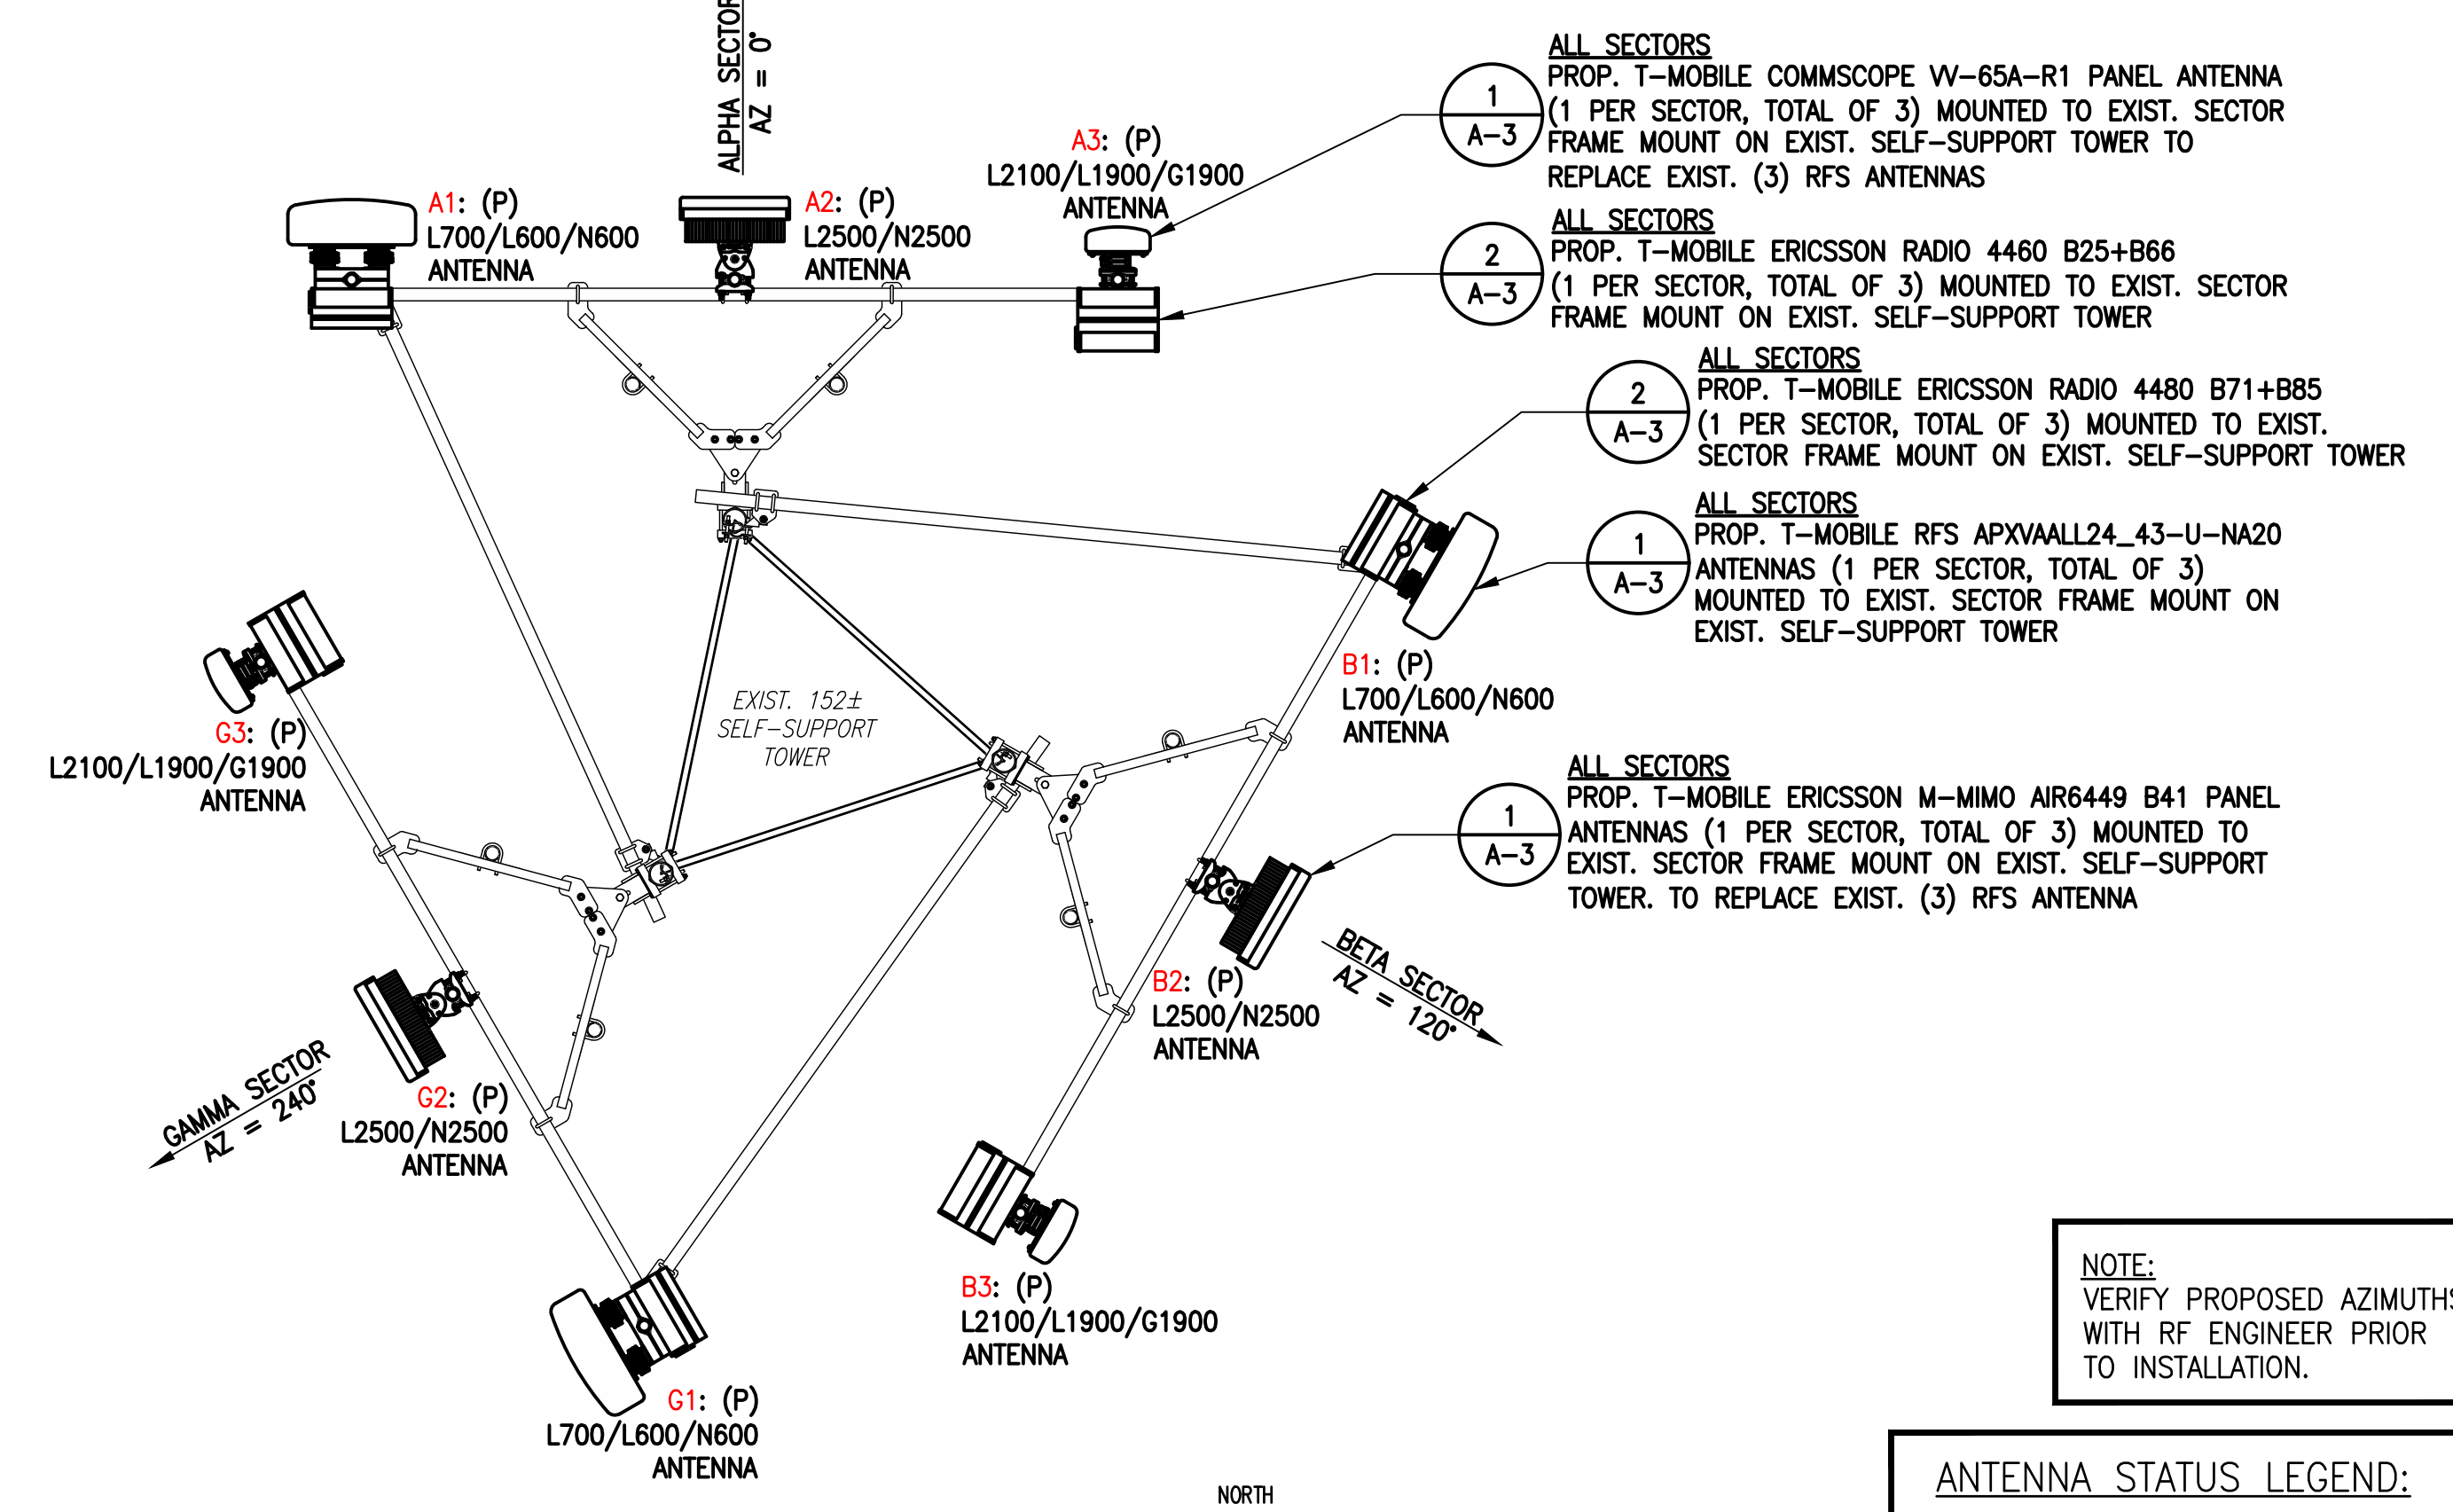 ALPHA SECTOR
AZ = 0°
A1: (P)
L700/L600/N600
ANTENNA
A2: (P)
L2500/N2500
ANTENNA
A3: (P)
L2100/L1900/G1900
ANTENNA
1
A-3
ALL SECTORS
PROP. T-MOBILE COMMSCOPE VV-65A-R1 PANEL ANTENNA
(1 PER SECTOR, TOTAL OF 3) MOUNTED TO EXIST. SECTOR
FRAME MOUNT ON EXIST. SELF-SUPPORT TOWER TO
REPLACE EXIST. (3) RFS ANTENNAS
2
A-3
ALL SECTORS
PROP. T-MOBILE ERICSSON RADIO 4460 B25+B66
(1 PER SECTOR, TOTAL OF 3) MOUNTED TO EXIST. SECTOR
FRAME MOUNT ON EXIST. SELF-SUPPORT TOWER
2
A-3
ALL SECTORS
PROP. T-MOBILE ERICSSON RADIO 4480 B71+B85
(1 PER SECTOR, TOTAL OF 3) MOUNTED TO EXIST.
SECTOR FRAME MOUNT ON EXIST. SELF-SUPPORT TOWER
1
A-3
ALL SECTORS
PROP. T-MOBILE RFS APXVAALL24_43-U-NA20
ANTENNAS (1 PER SECTOR, TOTAL OF 3)
MOUNTED TO EXIST. SECTOR FRAME MOUNT ON
EXIST. SELF-SUPPORT TOWER
B1: (P)
L700/L600/N600
ANTENNA
EXIST. 152±
SELF-SUPPORT
TOWER
G3: (P)
L2100/L1900/G1900
ANTENNA
1
A-3
ALL SECTORS
PROP. T-MOBILE ERICSSON M-MIMO AIR6449 B41 PANEL
ANTENNAS (1 PER SECTOR, TOTAL OF 3) MOUNTED TO
EXIST. SECTOR FRAME MOUNT ON EXIST. SELF-SUPPORT
TOWER. TO REPLACE EXIST. (3) RFS ANTENNA
BETA SECTOR
AZ = 120°
B2: (P)
L2500/N2500
ANTENNA
GAMMA SECTOR
AZ = 240°
G2: (P)
L2500/N2500
ANTENNA
B3: (P)
L2100/L1900/G1900
ANTENNA
G1: (P)
L700/L600/N600
ANTENNA
NOTE:
VERIFY PROPOSED AZIMUTHS
WITH RF ENGINEER PRIOR
TO INSTALLATION.
ANTENNA STATUS LEGEND:
NORTH